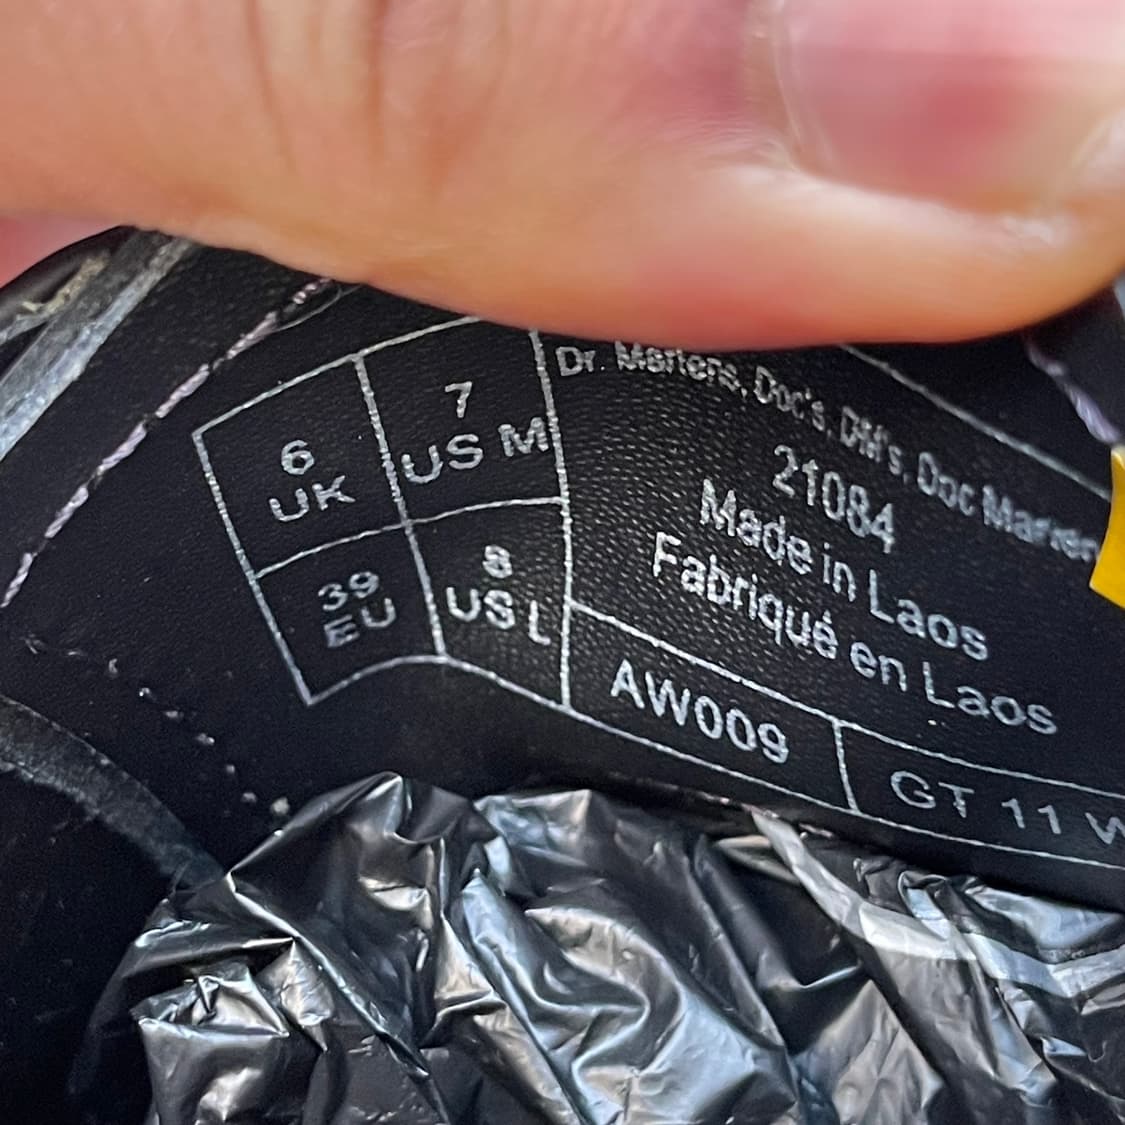 6
UK
7
US M
39
EU
8
US L
Dr. Martens, Doc's, DM's, Doc Marten
21084
Made in Laos
Fabriqué en Laos
AW009
GT 11 W